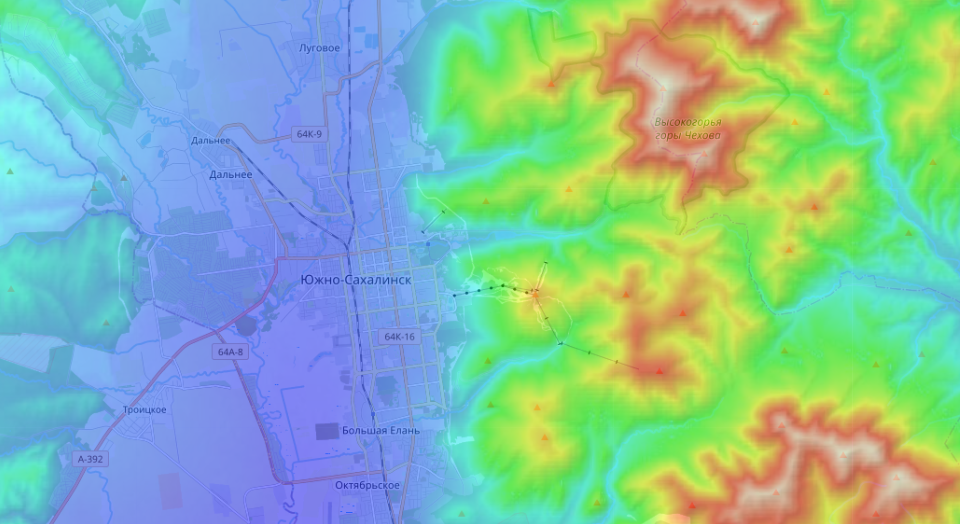 Луговое
64К-9
Высокогорья
горы Чехова
Дальнее
Дальнее
Южно-Сахалинск
64К-16
64А-8
Троицкое
Большая Елань
А-392
Октябрьское